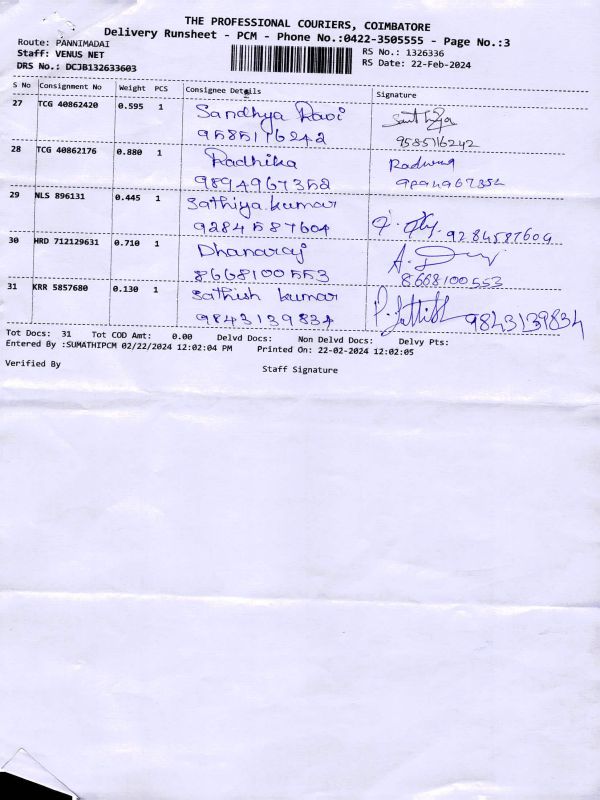 THE PROFESSIONAL COURIERS, COIMBATORE
Delivery Runsheet - PCM - Phone No.:0422-3505555 - Page No.:3
Route: PANNIMADAI
Staff: VENUS NET
DRS No.: DCJB132633603
RS No.: 1326336
RS Date: 22-Feb-2024
S No Consignment No Weight PCS Consignee Details Signature
27 TCG 40862420 0.595 1 Sandhya Ravi
9585116242 9585116242
28 TCG 40862176 0.880 1 Radhika
9894967352 9894967352
29 NLS 896131 0.445 1 Sathiya kumar
9284587604 9284587604
30 HRD 712129631 0.710 1 Dhanaraj
8668100553 8668100553
31 KRR 5857680 0.130 1 Sathish kumar P. Sathish
9843139834 9843139834
Tot Docs: 31 Tot COD Amt: 0.00 Delvd Docs: Non Delvd Docs: Delvy Pts:
Entered By :SUMATHIPCM 02/22/2024 12:02:04 PM Printed On: 22-02-2024 12:02:05
Verified By
Staff Signature